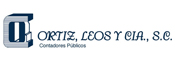 ORTIZ, LEOS Y CIA., S.C.
Contadores Públicos